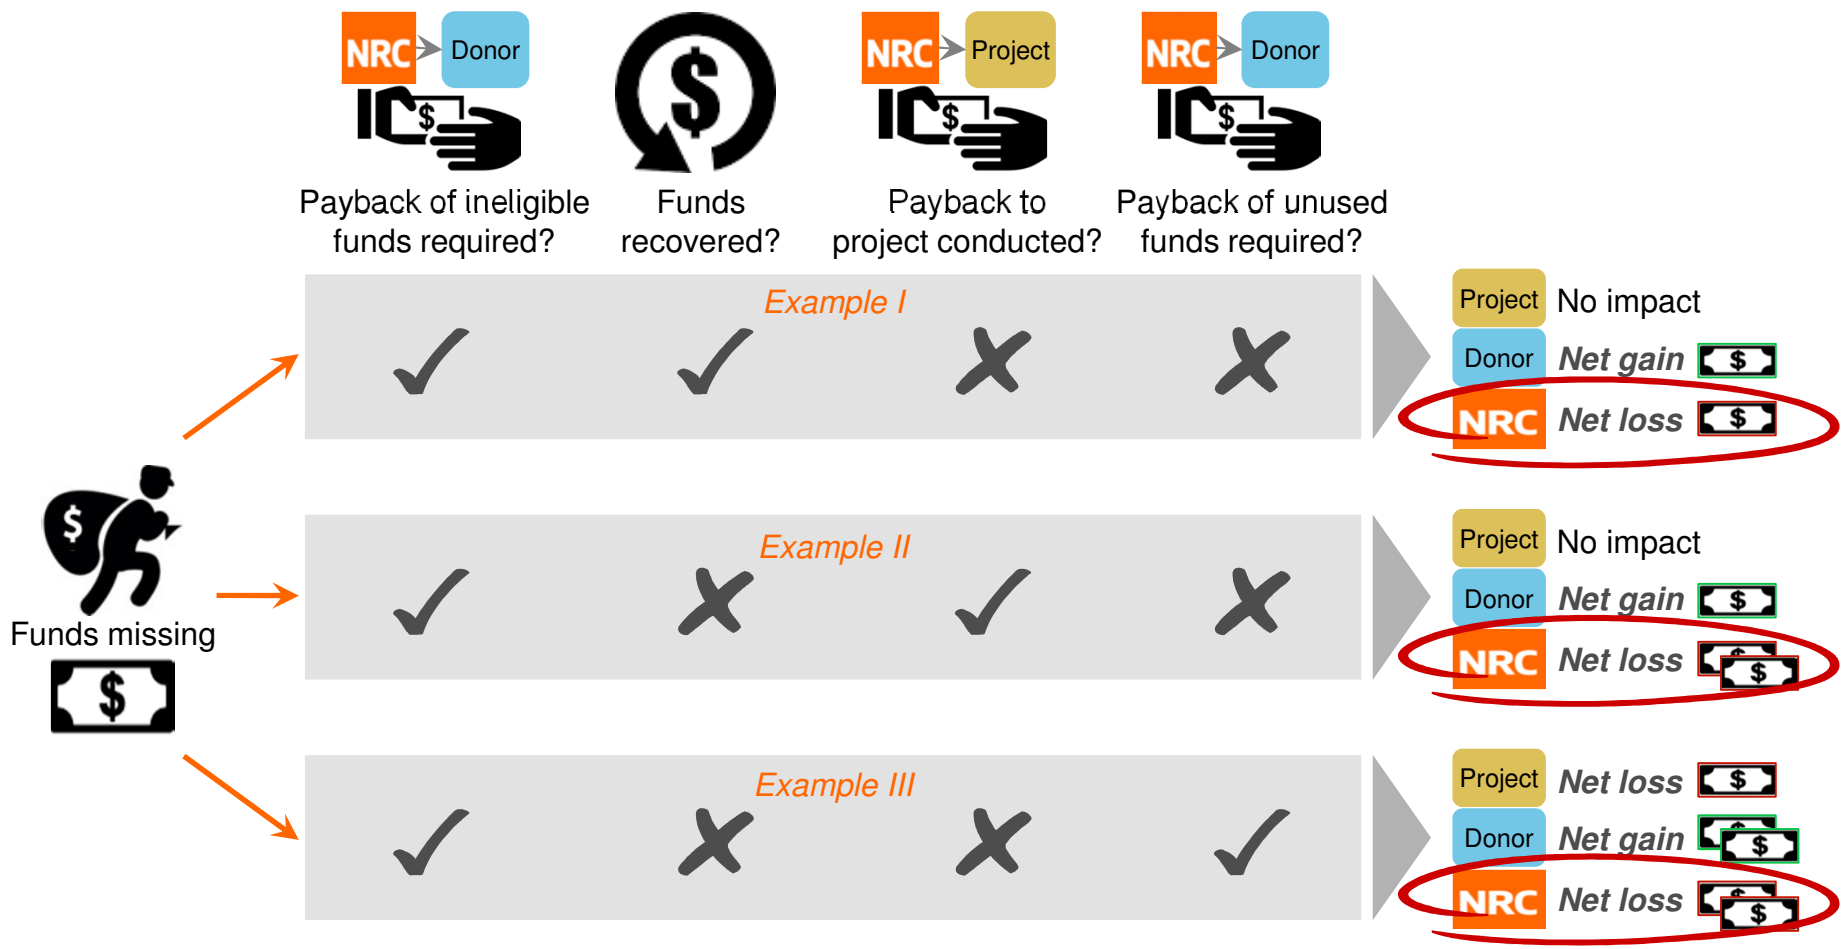 NRC Donor
NRC Project
NRC Donor
$
$
$
$
Payback of ineligible
funds required?
Funds
recovered?
Payback to
project conducted?
Payback of unused
funds required?
Example I
Project No impact
Donor Net gain $
NRC Net loss $
$
Funds missing
$
Example II
Project No impact
Donor Net gain $
NRC Net loss $
Example III
Project Net loss $
Donor Net gain $
NRC Net loss $